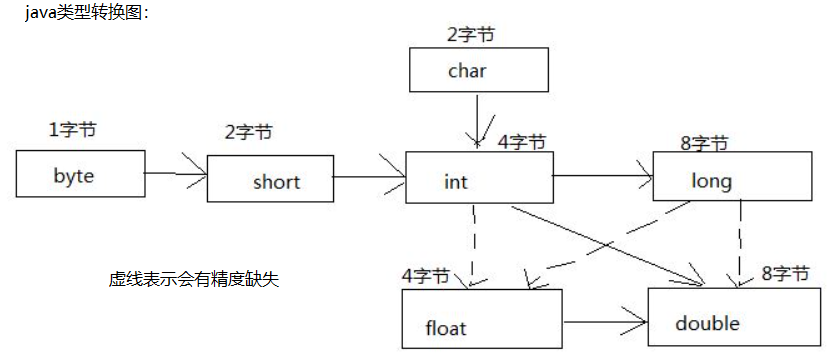 java类型转换图：
2字节
char
1字节
2字节
4字节
8字节
byte
short
int
long
虚线表示会有精度缺失
4字节
8字节
float
double